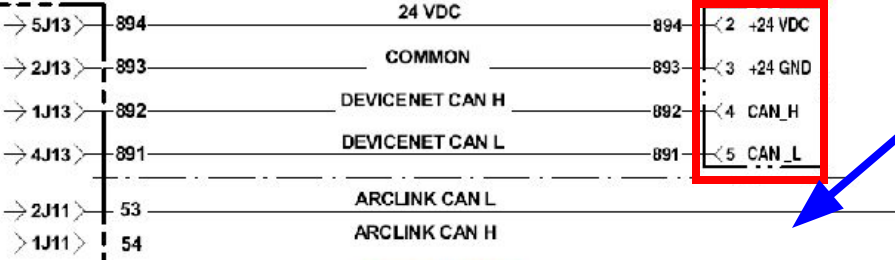 5J13 894 24 VDC 894 2 +24 VDC
2J13 893 COMMON 893 3 +24 GND
1J13 892 DEVICENET CAN H 892 4 CAN_H
4J13 891 DEVICENET CAN L 891 5 CAN_L
2J11 53 ARCLINK CAN L
1J11 54 ARCLINK CAN H